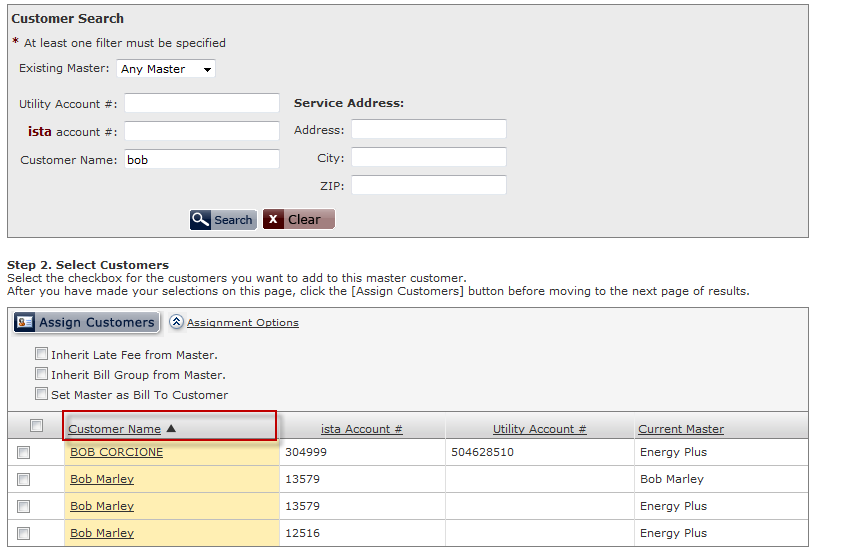 Customer Search
* At least one filter must be specified
Existing Master: Any Master
Utility Account #: Service Address:
ista account #: Address:
Customer Name: bob City:
ZIP:
Search X Clear
Step 2. Select Customers
Select the checkbox for the customers you want to add to this master customer.
After you have made your selections on this page, click the [Assign Customers] button before moving to the next page of results.
Assign Customers Assignment Options
Inherit Late Fee from Master.
Inherit Bill Group from Master.
Set Master as Bill To Customer
Customer Name ▲ ista Account # Utility Account # Current Master
BOB CORCIONE 304999 504628510 Energy Plus
Bob Marley 13579 Bob Marley
Bob Marley 13579 Energy Plus
Bob Marley 12516 Energy Plus